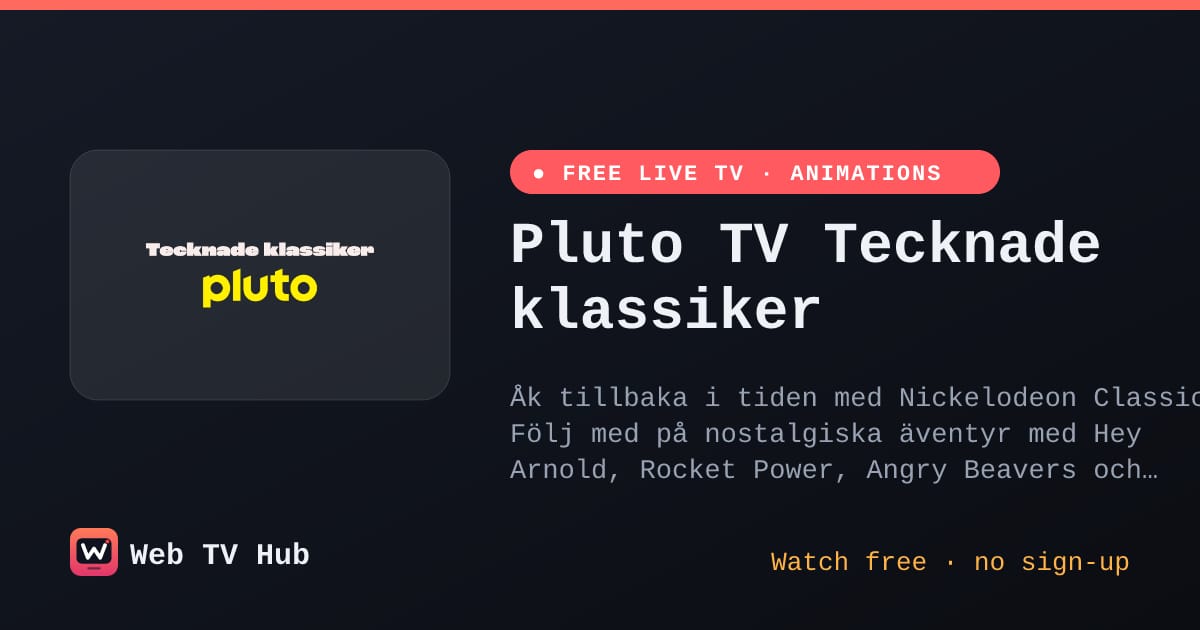 Tecknade klassiker
pluto
● FREE LIVE TV · ANIMATIONS
Pluto TV Tecknade
klassiker
Åk tillbaka i tiden med Nickelodeon Classic
Följ med på nostalgiska äventyr med Hey
Arnold, Rocket Power, Angry Beavers och…
W
Web TV Hub
Watch free · no sign-up